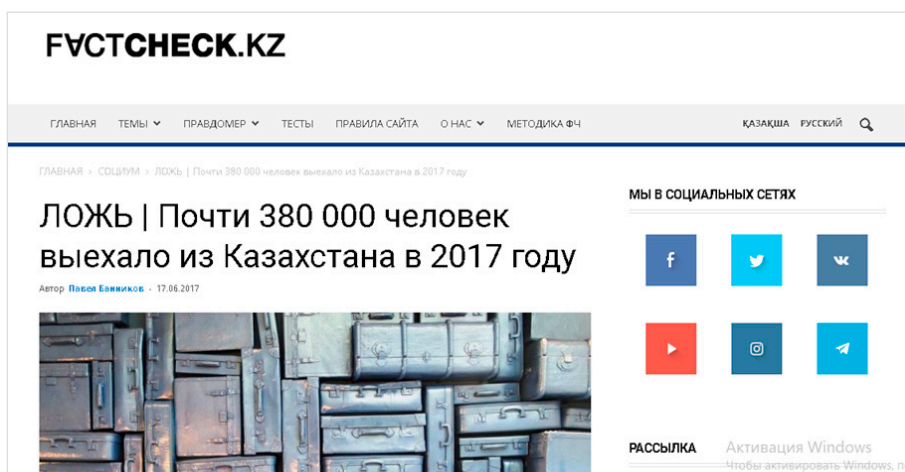 F∀CTCHECK.KZ
ГЛАВНАЯ ТЕМЫ ПРАВДОМЕР ТЕСТЫ ПРАВИЛА САЙТА О НАС МЕТОДИКА ФЧ ҚАЗАҚША РУССКИЙ
ГЛАВНАЯ › СОЦИУМ › ЛОЖЬ | Почти 380 000 человек выехало из Казахстана в 2017 году
ЛОЖЬ | Почти 380 000 человек
выехало из Казахстана в 2017 году
Автор Павел Банников - 17.06.2017
МЫ В СОЦИАЛЬНЫХ СЕТЯХ
РАССЫЛКА
Активация Windows
Чтобы активировать Windows, п